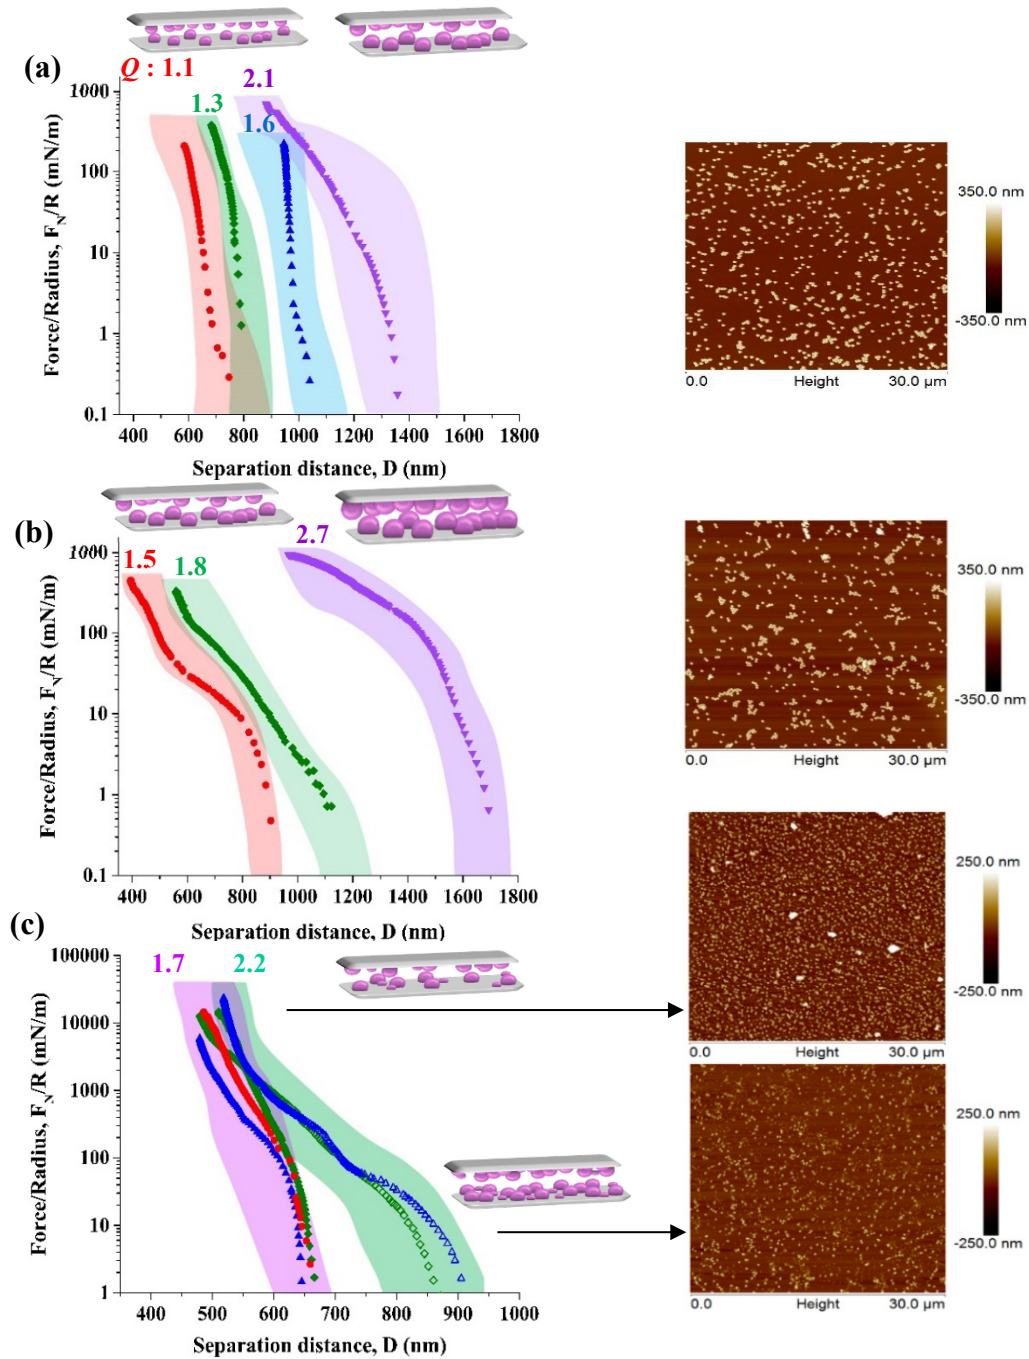 (a)
Q : 1.1
1.3
1.6
2.1
Force/Radius, F_N/R (mN/m)
1000
100
10
1
0.1
400 600 800 1000 1200 1400 1600 1800
Separation distance, D (nm)
350.0 nm
-350.0 nm
0.0 Height 30.0 µm
(b)
1.5
1.8
2.7
Force/Radius, F_N/R (mN/m)
1000
100
10
1
0.1
400 600 800 1000 1200 1400 1600 1800
Separation distance, D (nm)
350.0 nm
-350.0 nm
0.0 Height 30.0 µm
(c)
1.7
2.2
Force/Radius, F_N/R (mN/m)
100000
10000
1000
100
10
1
400 500 600 700 800 900 1000
Separation distance, D (nm)
250.0 nm
-250.0 nm
0.0 Height 30.0 µm
250.0 nm
-250.0 nm
0.0 Height 30.0 µm